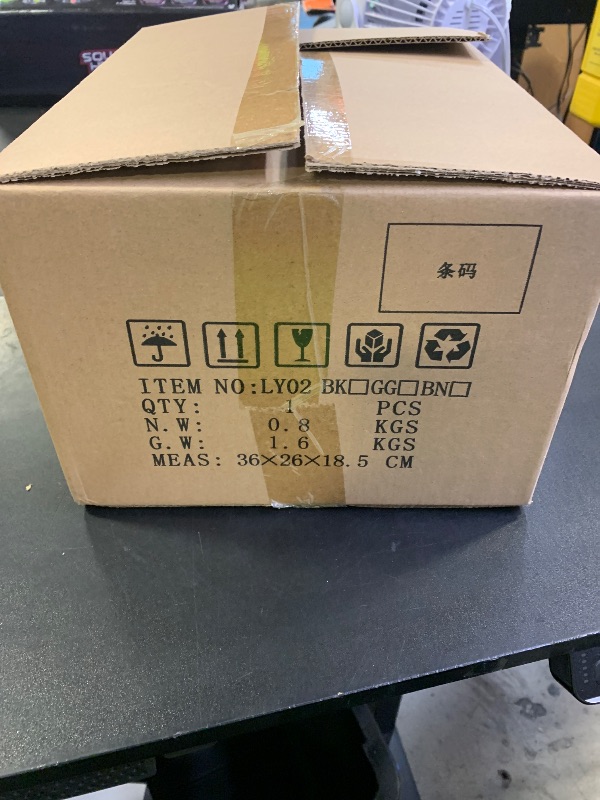 SOU
条码
ITEM NO:LY02 BK□GG□BN□
QTY: 1 PCS
N.W: 0.8 KGS
G.W: 1.6 KGS
MEAS: 36×26×18.5 CM